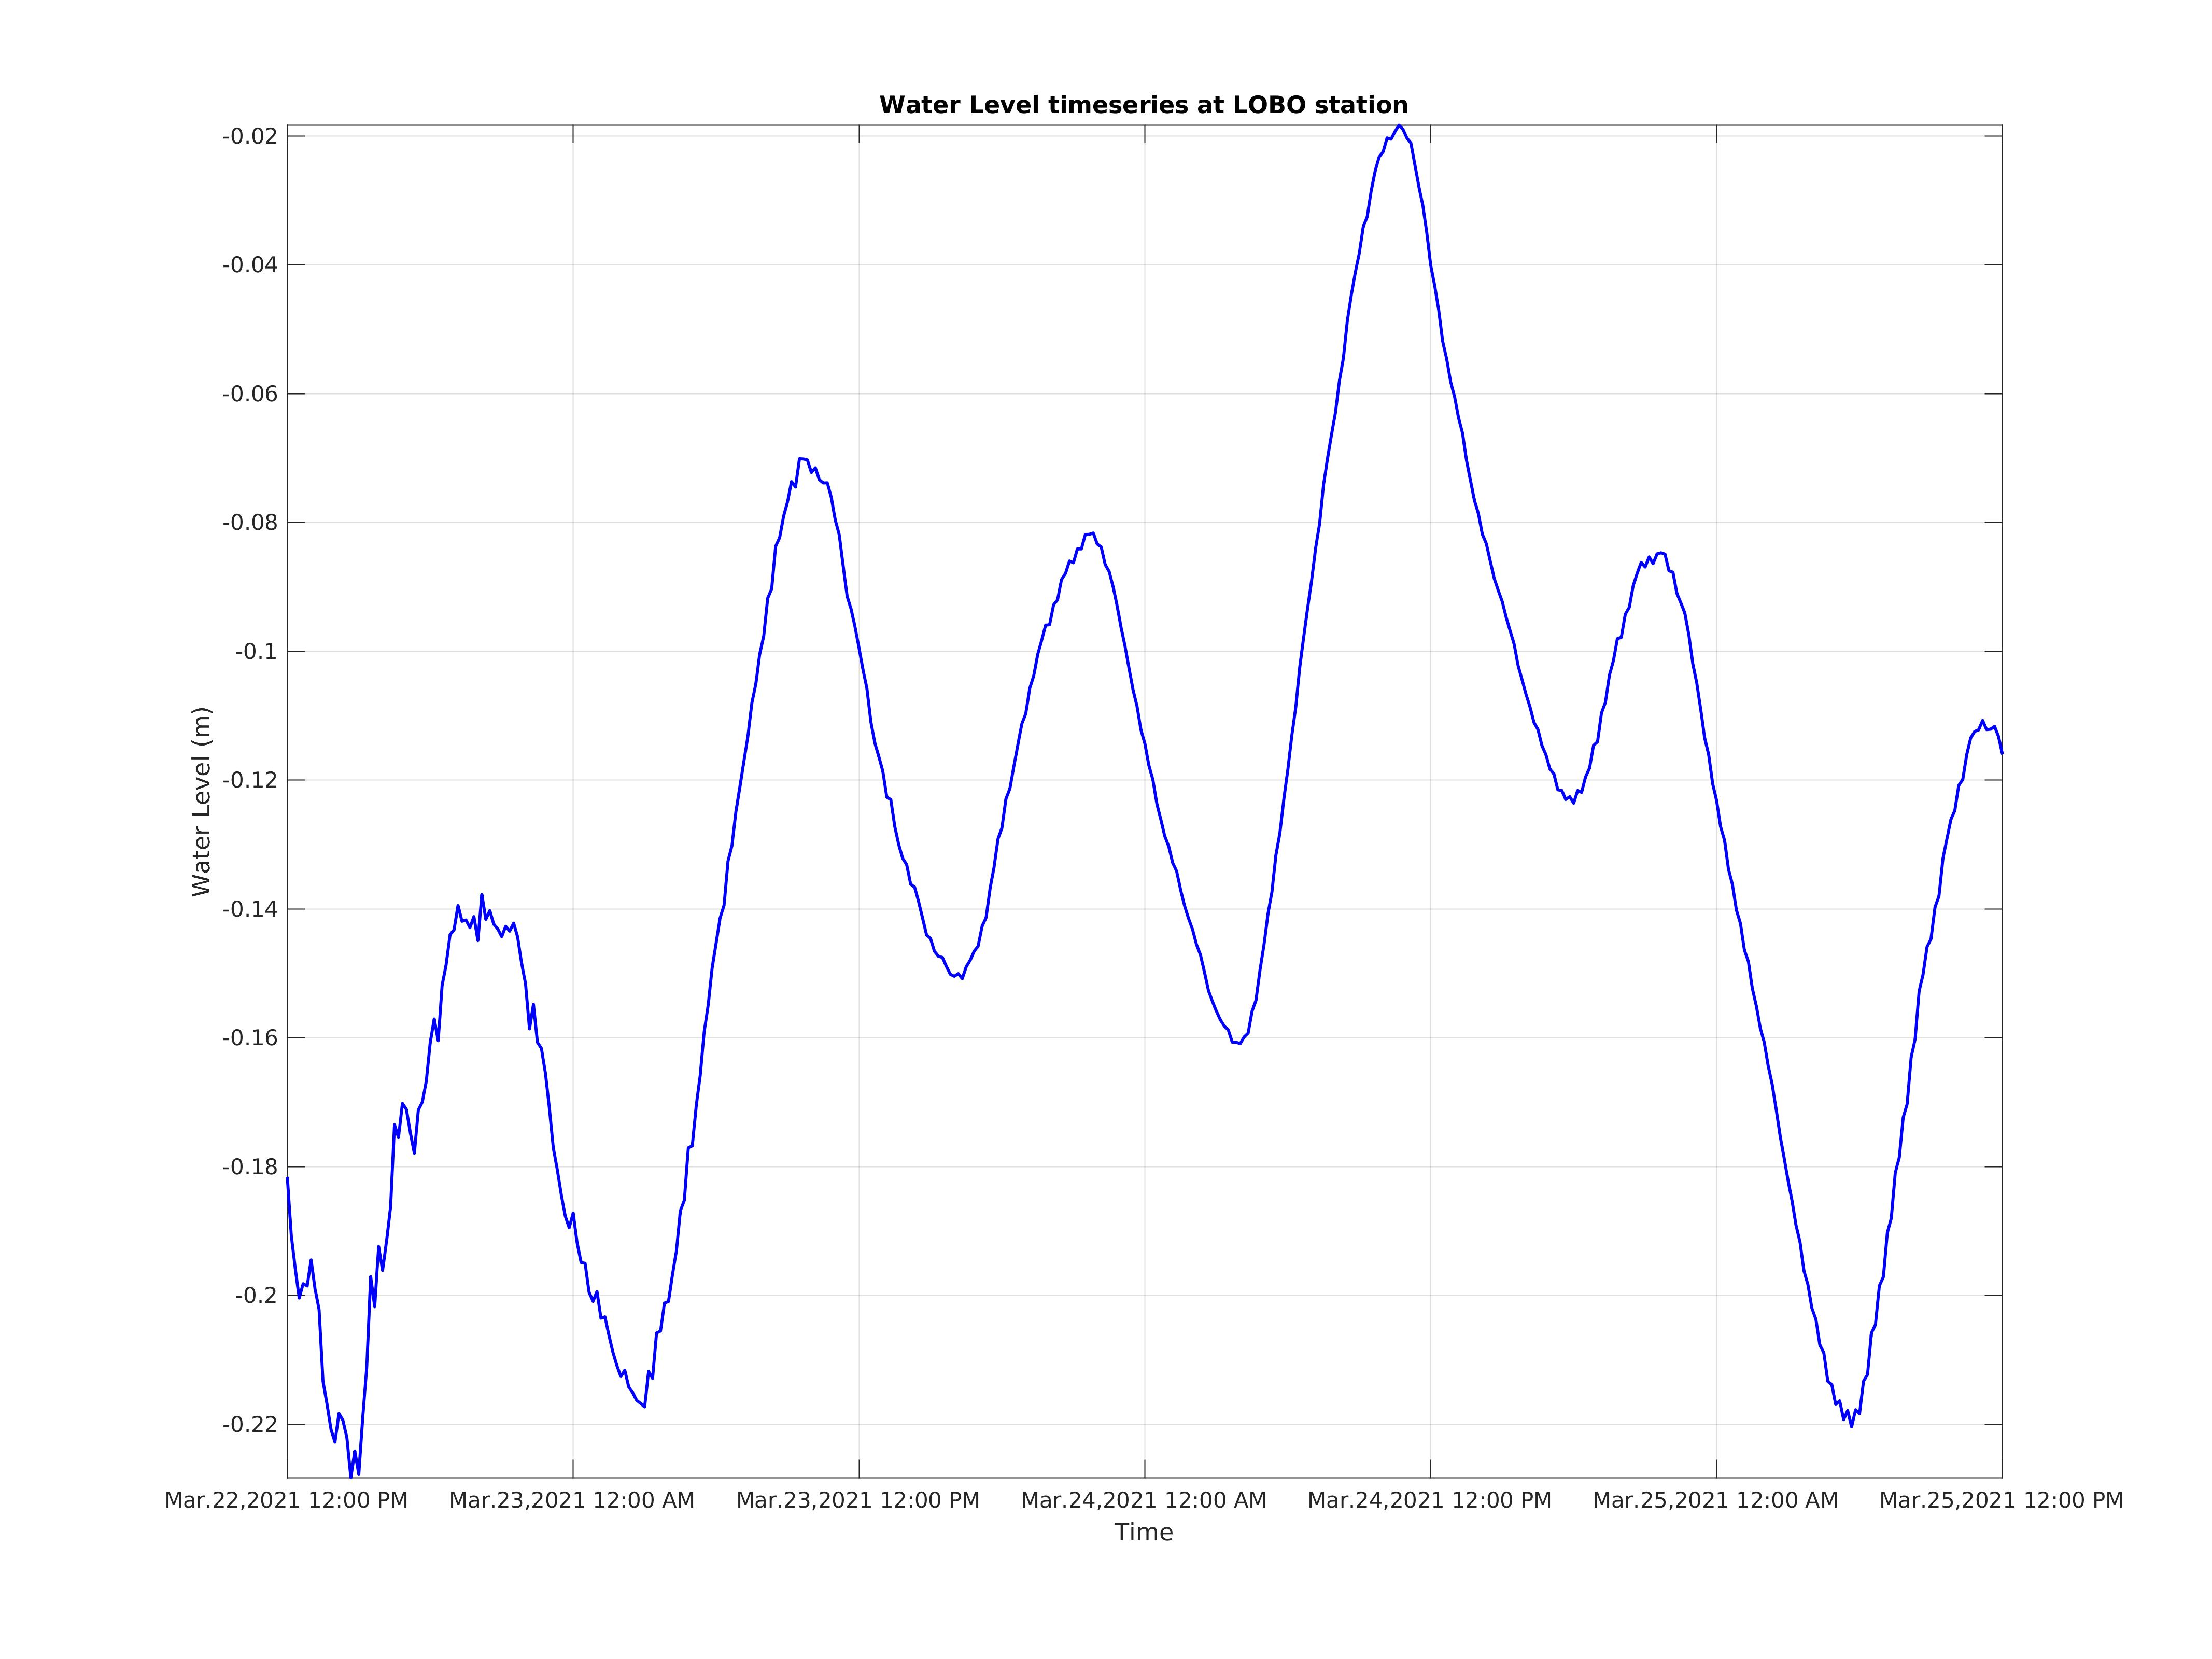 Water Level timeseries at LOBO station
-0.02
-0.04
-0.06
-0.08
-0.1
-0.12
-0.14
-0.16
-0.18
-0.2
-0.22
Water Level (m)
Mar.22,2021 12:00 PM
Mar.23,2021 12:00 AM
Mar.23,2021 12:00 PM
Mar.24,2021 12:00 AM
Mar.24,2021 12:00 PM
Mar.25,2021 12:00 AM
Mar.25,2021 12:00 PM
Time